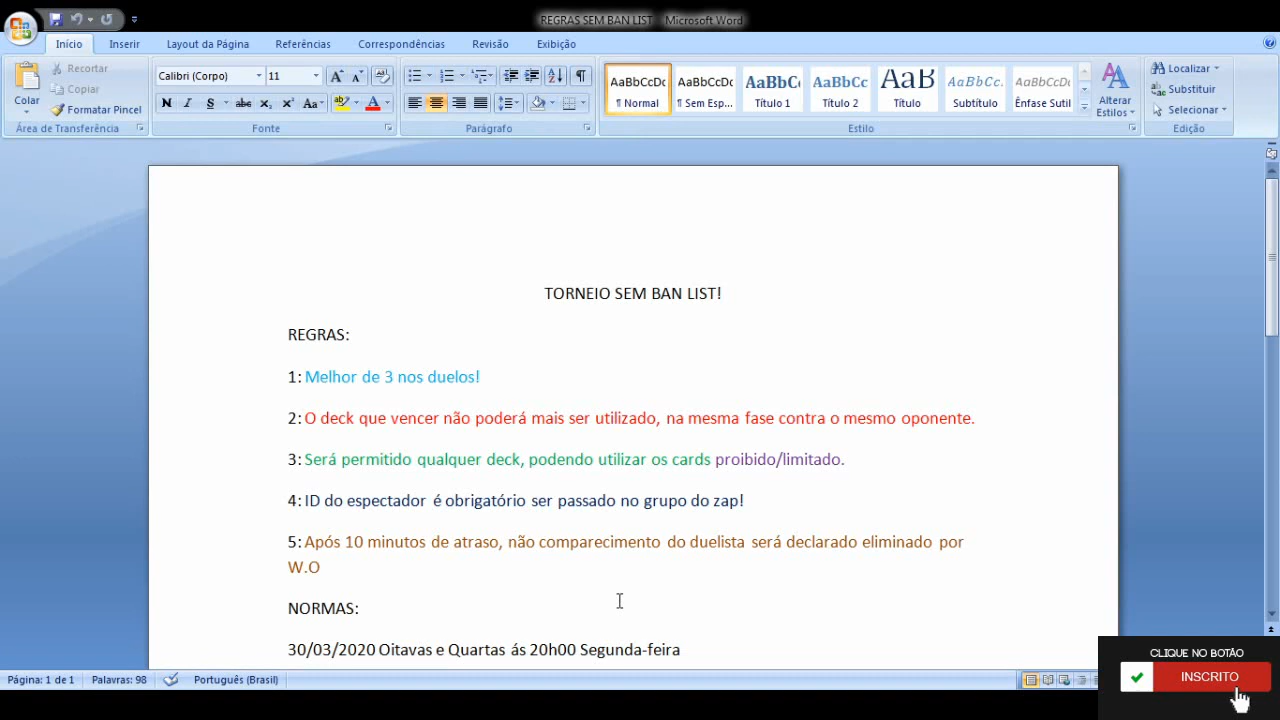 REGRAS SEM BAN LIST - Microsoft Word
Início Inserir Layout da Página Referências Correspondências Revisão Exibição
Colar
Recortar
Copiar
Formatar Pincel
Área de Transferência
Calibri (Corpo) 11
N I S abc x₂ x² Aa
Fonte
Parágrafo
AaBbCcDc AaBbCcDc AaBbC AaBbCc AaB AaBbCc. AaBbCcDc
¶ Normal ¶ Sem Esp... Título 1 Título 2 Título Subtítulo Ênfase Sutil
Alterar
Estilos
Estilo
Localizar
Substituir
Selecionar
Edição
TORNEIO SEM BAN LIST!
REGRAS:
1: Melhor de 3 nos duelos!
2: O deck que vencer não poderá mais ser utilizado, na mesma fase contra o mesmo oponente.
3: Será permitido qualquer deck, podendo utilizar os cards proibido/limitado.
4: ID do espectador é obrigatório ser passado no grupo do zap!
5: Após 10 minutos de atraso, não comparecimento do duelista será declarado eliminado por
W.O
NORMAS:
30/03/2020 Oitavas e Quartas ás 20h00 Segunda-feira
Página: 1 de 1 Palavras: 98 Português (Brasil)
CLIQUE NO BOTÃO
INSCRITO